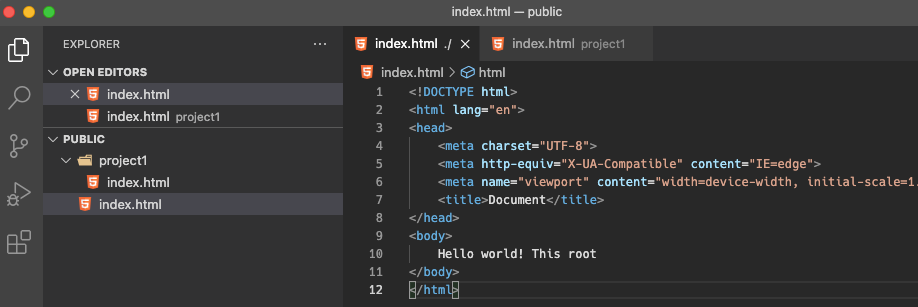 index.html — public
EXPLORER
OPEN EDITORS
index.html
index.html project1
PUBLIC
project1
index.html
index.html
index.html ./
index.html project1
index.html > html
1 <!DOCTYPE html>
2 <html lang="en">
3 <head>
4 <meta charset="UTF-8">
5 <meta http-equiv="X-UA-Compatible" content="IE=edge">
6 <meta name="viewport" content="width=device-width, initial-scale=1.
7 <title>Document</title>
8 </head>
9 <body>
10 Hello world! This root
11 </body>
12 </html>